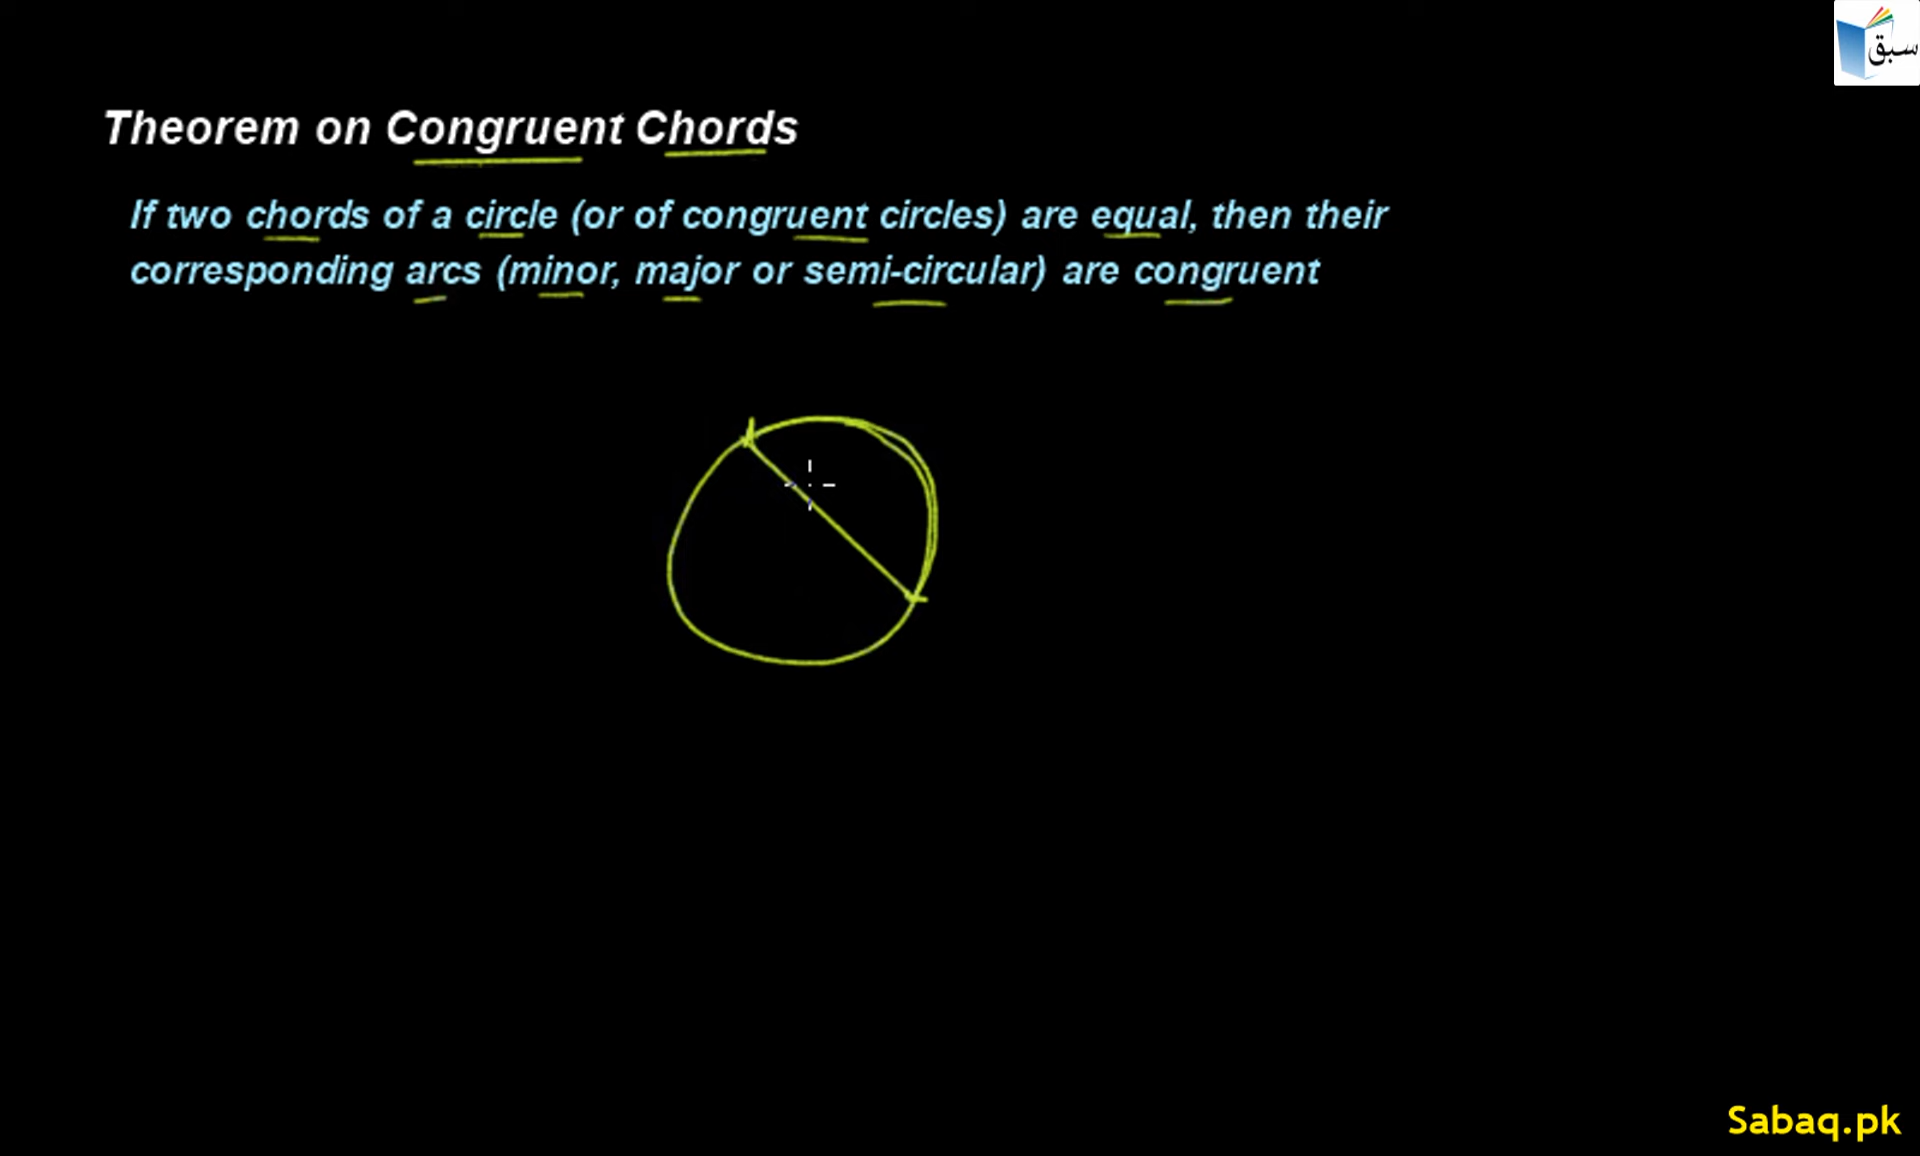 سبق
Theorem on Congruent Chords
If two chords of a circle (or of congruent circles) are equal, then their
corresponding arcs (minor, major or semi-circular) are congruent
Sabaq.pk